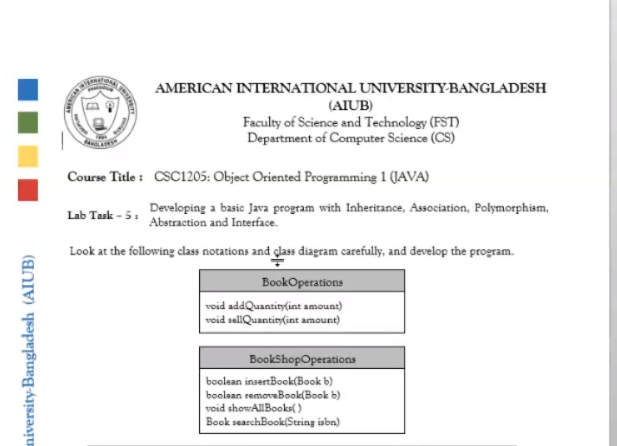 AMERICAN INTERNATIONAL UNIVERSITY-BANGLADESH
(AIUB)
Faculty of Science and Technology (FST)
Department of Computer Science (CS)
Course Title : CSC1205: Object Oriented Programming 1 (JAVA)
Lab Task – 5 : Developing a basic Java program with Inheritance, Association, Polymorphism,
Abstraction and Interface.
Look at the following class notations and class diagram carefully, and develop the program.
BookOperations
void addQuantity(int amount)
void sellQuantity(int amount)
BookShopOperations
boolean insertBook(Book b)
boolean removeBook(Book b)
void showAllBooks( )
Book searchBook(String isbn)
niversity-Bangladesh (AIUB)